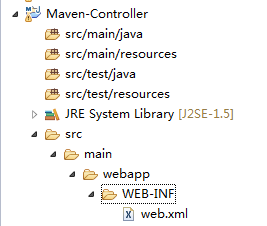 Maven-Controller
src/main/java
src/main/resources
src/test/java
src/test/resources
JRE System Library [J2SE-1.5]
src
main
webapp
WEB-INF
web.xml